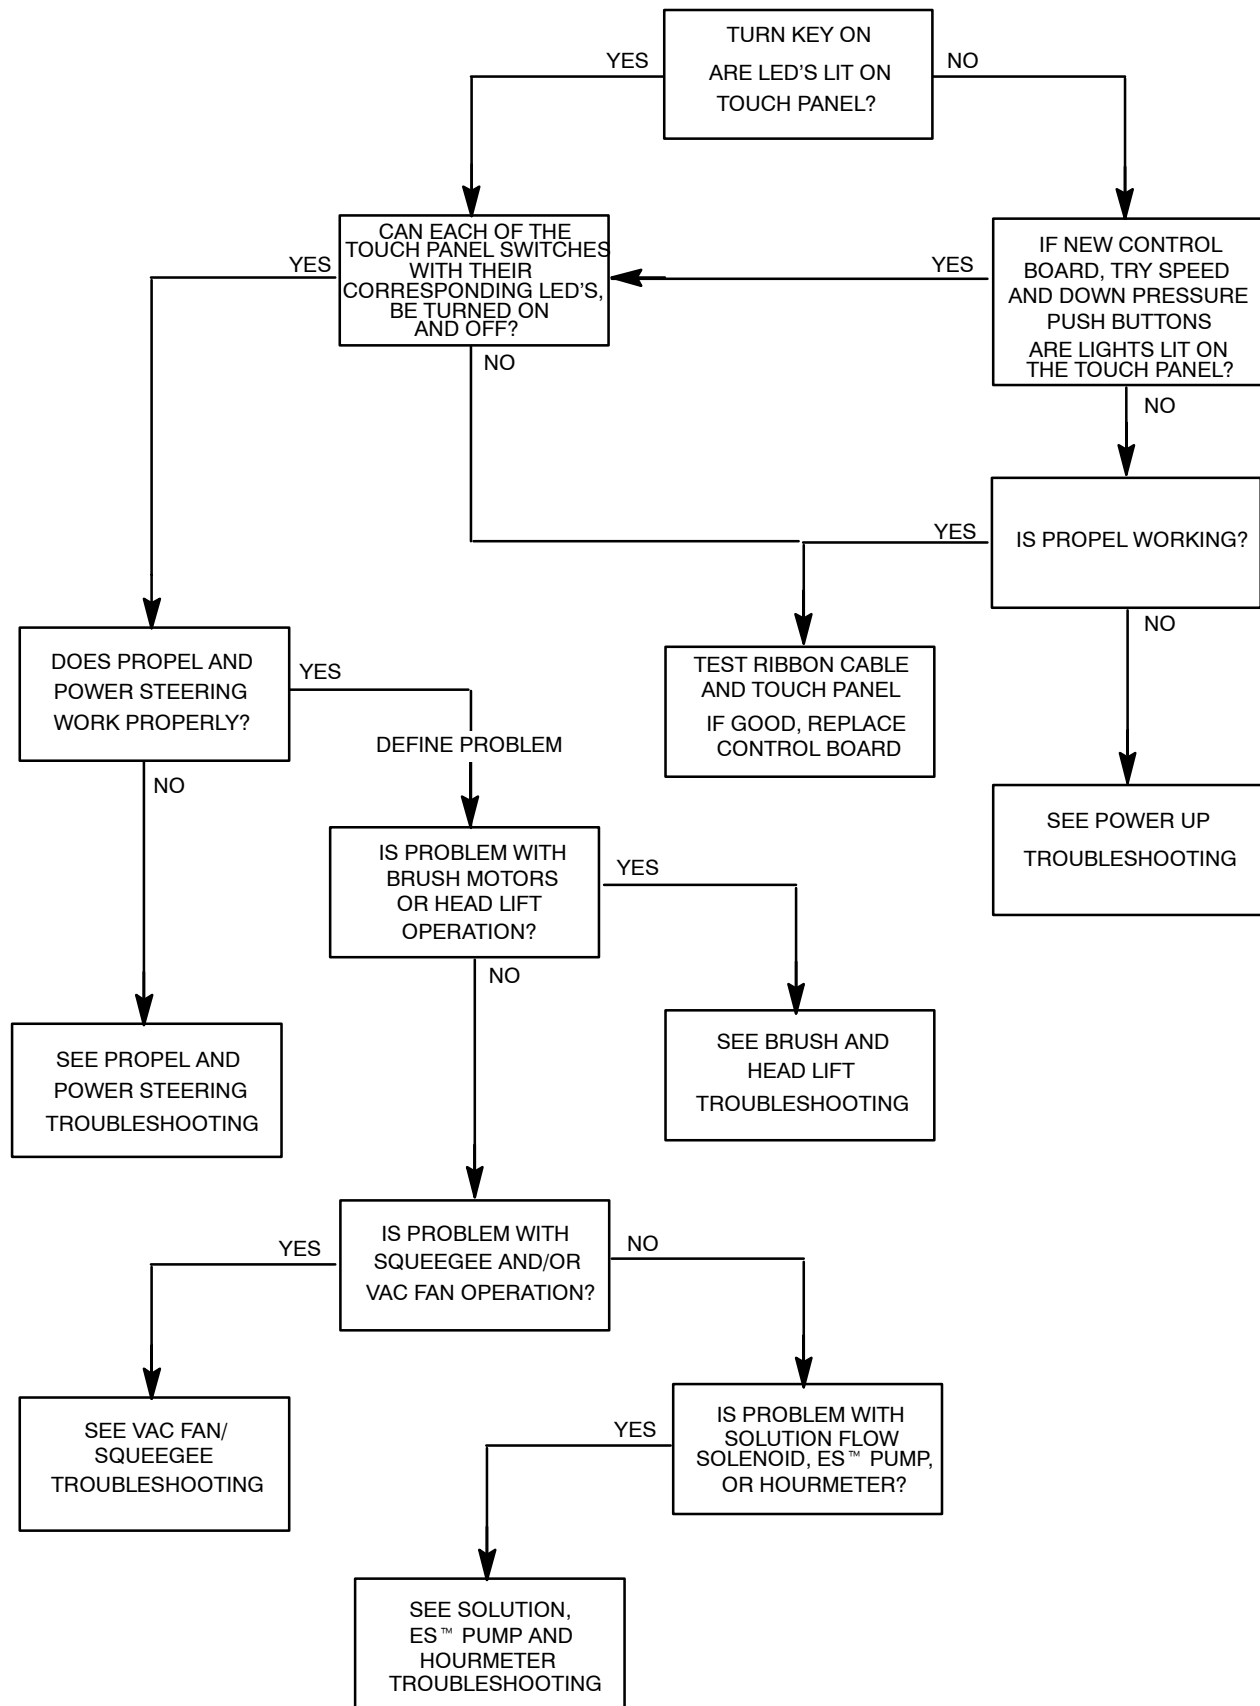 TURN KEY ON
ARE LED'S LIT ON
TOUCH PANEL?
YES
NO
CAN EACH OF THE
TOUCH PANEL SWITCHES
WITH THEIR
CORRESPONDING LED'S,
BE TURNED ON
AND OFF?
YES
NO
IF NEW CONTROL
BOARD, TRY SPEED
AND DOWN PRESSURE
PUSH BUTTONS
ARE LIGHTS LIT ON
THE TOUCH PANEL?
YES
NO
IS PROPEL WORKING?
YES
NO
DOES PROPEL AND
POWER STEERING
WORK PROPERLY?
YES
NO
TEST RIBBON CABLE
AND TOUCH PANEL
IF GOOD, REPLACE
CONTROL BOARD
DEFINE PROBLEM
SEE POWER UP
TROUBLESHOOTING
IS PROBLEM WITH
BRUSH MOTORS
OR HEAD LIFT
OPERATION?
YES
NO
SEE PROPEL AND
POWER STEERING
TROUBLESHOOTING
SEE BRUSH AND
HEAD LIFT
TROUBLESHOOTING
IS PROBLEM WITH
SQUEEGEE AND/OR
VAC FAN OPERATION?
YES
NO
SEE VAC FAN/
SQUEEGEE
TROUBLESHOOTING
IS PROBLEM WITH
SOLUTION FLOW
SOLENOID, ES™ PUMP,
OR HOURMETER?
YES
SEE SOLUTION,
ES™ PUMP AND
HOURMETER
TROUBLESHOOTING